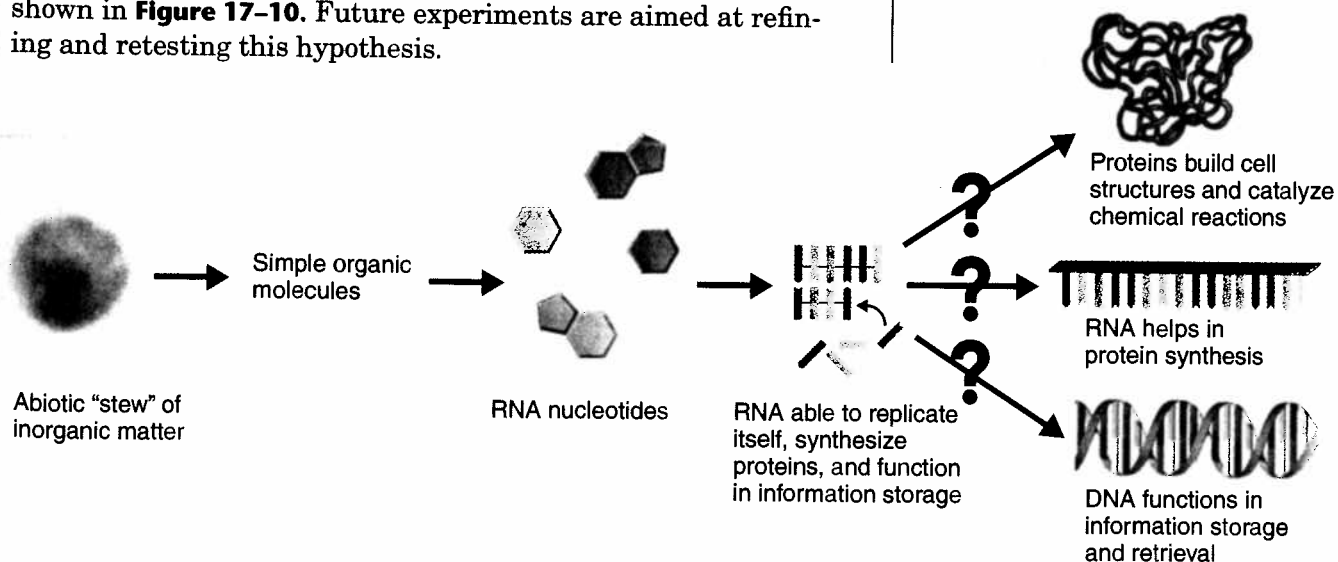 shown in Figure 17–10. Future experiments are aimed at refin-
ing and retesting this hypothesis.
Abiotic “stew” of
inorganic matter
Simple organic
molecules
RNA nucleotides
RNA able to replicate
itself, synthesize
proteins, and function
in information storage
?
?
?
Proteins build cell
structures and catalyze
chemical reactions
RNA helps in
protein synthesis
DNA functions in
information storage
and retrieval